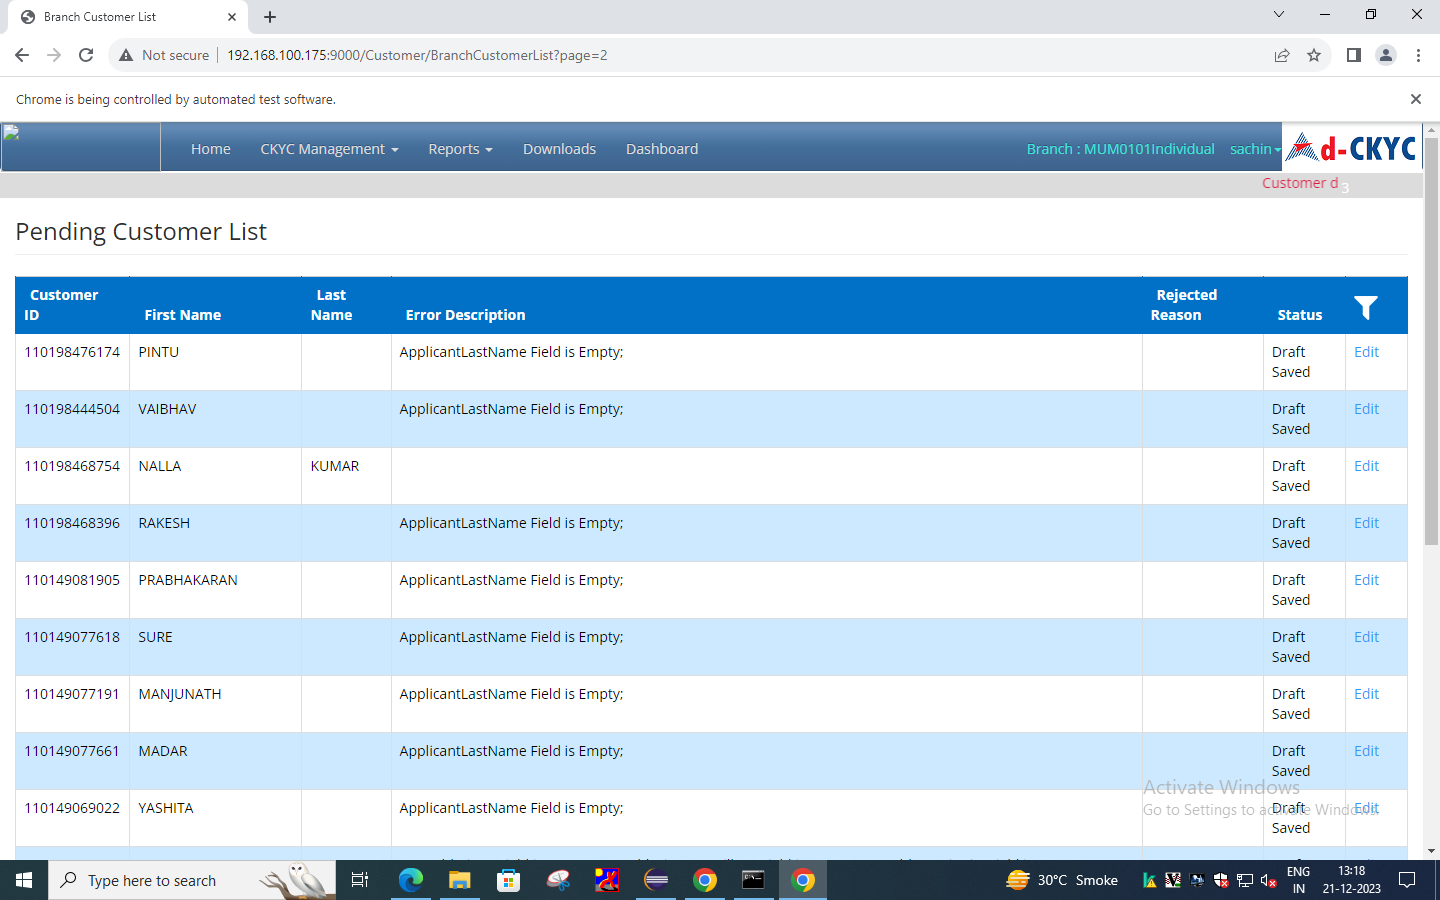 Branch Customer List
Not secure
192.168.100.175:9000/Customer/BranchCustomerList?page=2
Chrome is being controlled by automated test software.
Home
CKYC Management
Reports
Downloads
Dashboard
Branch : MUM0101Individual
sachin
d-CKYC
Customer d
3
Pending Customer List
Customer ID First Name Last Name Error Description Rejected Reason Status
110198476174 PINTU ApplicantLastName Field is Empty; Draft Saved Edit
110198444504 VAIBHAV ApplicantLastName Field is Empty; Draft Saved Edit
110198468754 NALLA KUMAR Draft Saved Edit
110198468396 RAKESH ApplicantLastName Field is Empty; Draft Saved Edit
110149081905 PRABHAKARAN ApplicantLastName Field is Empty; Draft Saved Edit
110149077618 SURE ApplicantLastName Field is Empty; Draft Saved Edit
110149077191 MANJUNATH ApplicantLastName Field is Empty; Draft Saved Edit
110149077661 MADAR ApplicantLastName Field is Empty; Draft Saved Edit
110149069022 YASHITA ApplicantLastName Field is Empty; Draft Saved Edit
Activate Windows
Go to Settings to activate Windows.
Type here to search
30°C Smoke
ENG
IN
13:18
21-12-2023